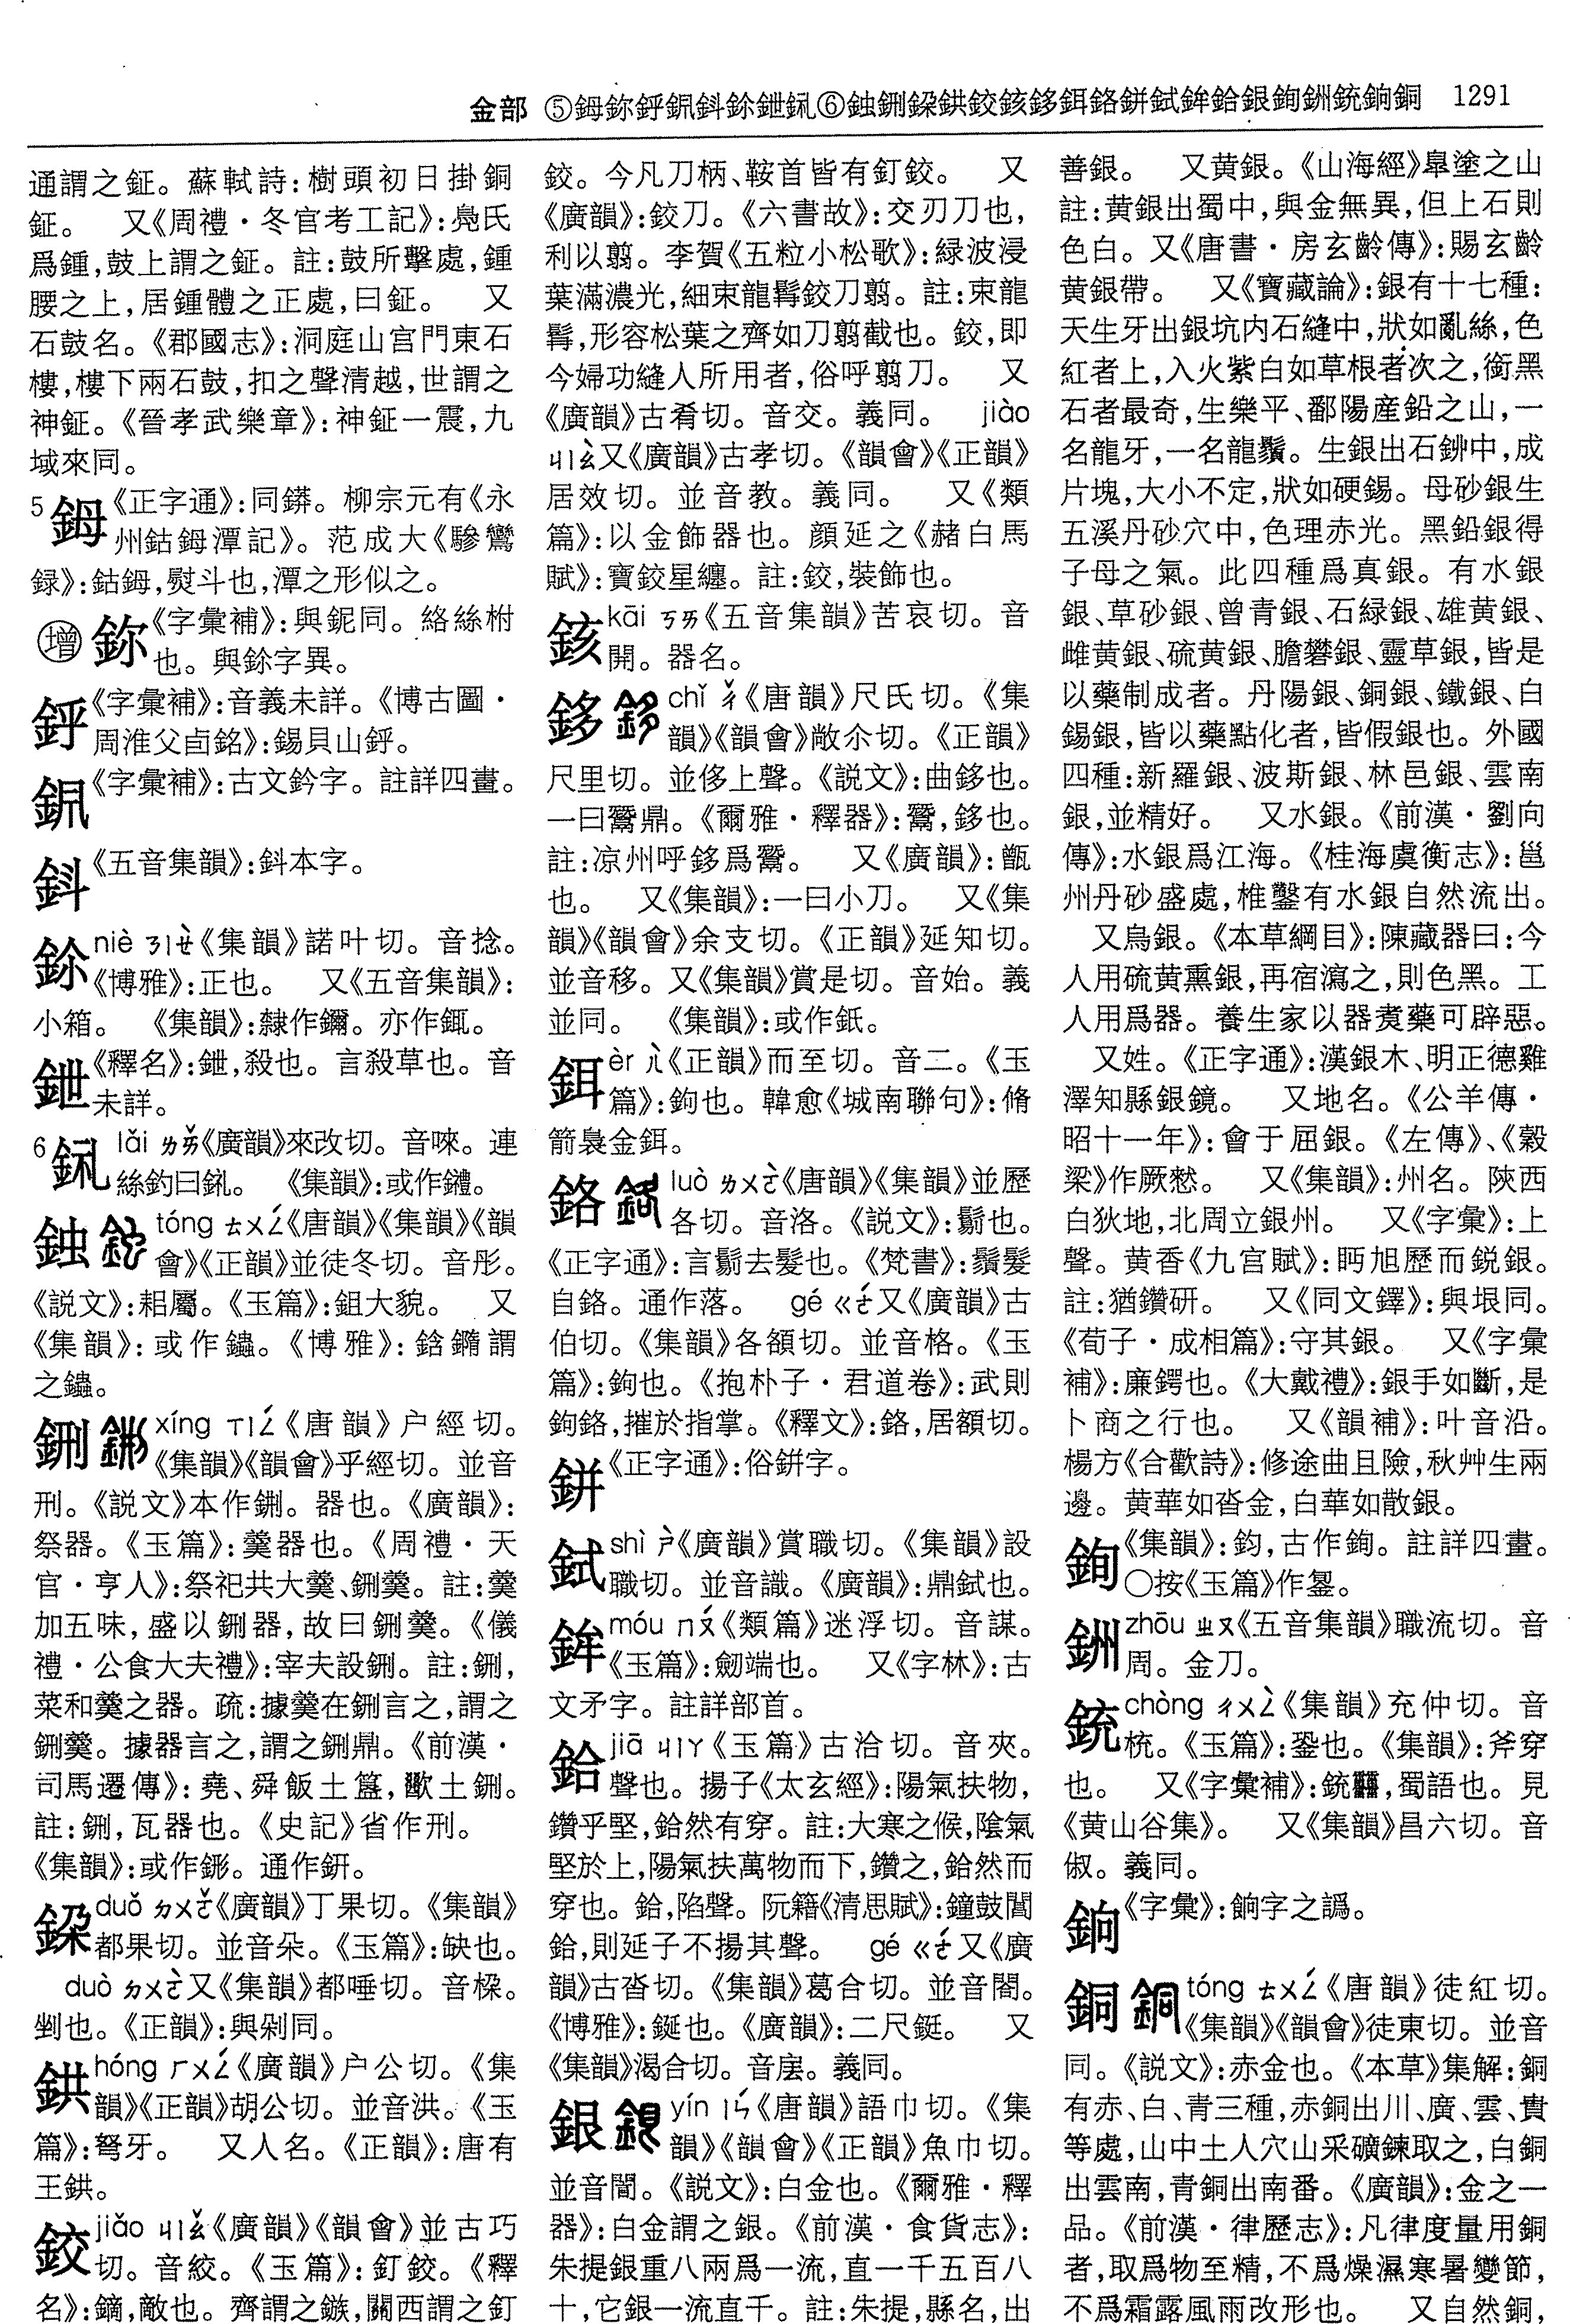 金部 ⑤鉧鉨鈓鈲鈄鉩鉪釽⑥鉵鉶鋜鉷鉸鉸鉹鉺鉻鉼鉽鉾鉿銀銁銂銃銄銅 1291
通謂之鉦。蘇軾詩:樹頭初日掛銅
鉦。 又《周禮·冬官考工記》:鳧氏
爲鍾,鼓上謂之鉦。註:鼓所擊處,鍾
腰之上,居鍾體之正處,曰鉦。 又
石鼓名。《郡國志》:洞庭山宫門東石
樓,樓下兩石鼓,扣之聲清越,世謂之
神鉦。《晉孝武樂章》:神鉦一震,九
域來同。
5 鉧《正字通》:同鏻。柳宗元有《永
州鈷鉧潭記》。范成大《驂鸞
録》:鈷鉧,熨斗也,潭之形似之。
增 鉨《字彙補》:與鈮同。絡絲柎
也。與鉩字異。
《字彙補》:音義未詳。《博古圖·
周淮父卣銘》:錫貝山。
《字彙補》:古文鈐字。註詳四畫。
《五音集韻》:鈄本字。
鉩 niè ㄋㄧㄝˋ《集韻》諾叶切。音捻。
《博雅》:正也。 又《五音集韻》:
小箱。 《集韻》:隸作鑈。亦作鋷。
鉪《釋名》:鉪,殺也。言殺草也。音
未詳。
6 lǎi ㄌㄞˇ《廣韻》來改切。音唻。連
絲釣曰。 《集韻》:或作。
鉵 tóng ㄊㄨㄥˊ《唐韻》《集韻》《韻
會》《正韻》並徒冬切。音彤。
《説文》:耜屬。《玉篇》:鉏大貌。 又
《集韻》:或作鑪。《博雅》:鋡鏅謂
之。
鉶 xíng ㄒㄧㄥˊ《唐韻》户經切。
《集韻》《韻會》乎經切。並音
刑。《説文》本作鉶。器也。《廣韻》:
祭器。《玉篇》:羹器也。《周禮·天
官·亨人》:祭祀共大羹、鉶羹。註:羹
加五味,盛以鉶器,故曰鉶羹。《儀
禮·公食大夫禮》:宰夫設鉶。註:鉶,
菜和羹之器。疏:據羹在鉶言之,謂之
鉶羹。據器言之,謂之鉶鼎。《前漢·
司馬遷傳》:堯、舜飯土簋,歠土鉶。
註:鉶,瓦器也。《史記》省作刑。
《集韻》:或作鈃。通作鈃。
duǒ ㄉㄨㄛˇ《廣韻》丁果切。《集韻》
都果切。並音朵。《玉篇》:缺也。
duò ㄉㄨㄛˋ又《集韻》都唾切。音桗。
剉也。《正韻》:與剁同。
鉷 hóng ㄏㄨㄥˊ《廣韻》户公切。《集
韻》《正韻》胡公切。並音洪。《玉
篇》:弩牙。 又人名。《正韻》:唐有
王鉷。
鉸 jiǎo ㄐㄧㄠˇ《廣韻》《韻會》並古巧
切。音絞。《玉篇》:釘鉸。《釋
名》:鏑,敵也。齊謂之鏃,關西謂之釘
鉸。今凡刀柄、鞍首皆有釘鉸。 又
《廣韻》:鉸刀。《六書故》:交刃刀也,
利以翦。李賀《五粒小松歌》:緑波浸
葉滿濃光,細束龍髯鉸刀翦。註:束龍
髯,形容松葉之齊如刀翦截也。鉸,即
今婦功縫人所用者,俗呼翦刀。 又
《廣韻》古肴切。音交。義同。 jiào
ㄐㄧㄠˋ又《廣韻》古孝切。《韻會》《正韻》
居效切。並音教。義同。 又《類
篇》:以金飾器也。顔延之《赭白馬
賦》:寶鉸星纏。註:鉸,裝飾也。
kāi ㄎㄞ《五音集韻》苦哀切。音
開。器名。
鉹 chǐ ㄔˇ《唐韻》尺氏切。《集
韻》《韻會》敞尒切。《正韻》
尺里切。並侈上聲。《説文》:曲鉹也。
一曰鬵鼎。《爾雅·釋器》:鬵,鉹也。
註:凉州呼鉹爲鬵。 又《廣韻》:甑
也。 又《集韻》:一曰小刀。 又《集
韻》《韻會》余支切。《正韻》延知切。
並音移。又《集韻》賞是切。音始。義
並同。 《集韻》:或作鉃。
鉺 èr ㄦˋ《正韻》而至切。音二。《玉
篇》:鉤也。韓愈《城南聯句》:脩
箭裊金鉺。
鉻 luò ㄌㄨㄛˋ《唐韻》《集韻》並歷
各切。音洛。《説文》:鬄也。
《正字通》:言鬄去髮也。《梵書》:鬚髮
自鉻。通作落。 gé ㄍㄜˊ又《廣韻》古
伯切。《集韻》各額切。並音格。《玉
篇》:鉤也。《抱朴子·君道卷》:武則
鉤鉻,摧於指掌。《釋文》:鉻,居額切。
鉼《正字通》:俗鉼字。
鉽 shì ㄕˋ《廣韻》賞職切。《集韻》設
職切。並音識。《廣韻》:鼎鉽也。
鉾 móu ㄇㄡˊ《類篇》迷浮切。音謀。
《玉篇》:劒端也。 又《字林》:古
文矛字。註詳部首。
鉿 jiā ㄐㄧㄚ《玉篇》古洽切。音夾。
聲也。揚子《太玄經》:陽氣扶物,
鑽乎堅,鉿然有穿。註:大寒之候,陰氣
堅於上,陽氣扶萬物而下,鑽之,鉿然而
穿也。鉿,陷聲。阮籍《清思賦》:鐘鼓閶
鉿,則延子不揚其聲。 gé ㄍㄜˊ又《廣
韻》古沓切。《集韻》葛合切。並音閤。
《博雅》:鋋也。《廣韻》:二尺鋋。 又
《集韻》渴合切。音㕎。義同。
銀 yín ㄧㄣˊ《唐韻》語巾切。《集
韻》《韻會》《正韻》魚巾切。
並音誾。《説文》:白金也。《爾雅·釋
器》:白金謂之銀。《前漢·食貨志》:
朱提銀重八兩爲一流,直一千五百八
十,它銀一流直千。註:朱提,縣名,出
善銀。 又黄銀。《山海經》皋塗之山
註:黄銀出蜀中,與金無異,但上石則
色白。又《唐書·房玄齡傳》:賜玄齡
黄銀帶。 又《寶藏論》:銀有十七種:
天生牙出銀坑内石縫中,狀如亂絲,色
紅者上,入火紫白如草根者次之,銜黑
石者最奇,生樂平、鄱陽産鉛之山,一
名龍牙,一名龍鬚。生銀出石鉚中,成
片塊,大小不定,狀如硬錫。母砂銀生
五溪丹砂穴中,色理赤光。黑鉛銀得
子母之氣。此四種爲真銀。有水銀
銀、草砂銀、曾青銀、石緑銀、雄黄銀、
雌黄銀、硫黄銀、膽礬銀、靈草銀,皆是
以藥制成者。丹陽銀、銅銀、鐵銀、白
錫銀,皆以藥點化者,皆假銀也。外國
四種:新羅銀、波斯銀、林邑銀、雲南
銀,並精好。 又水銀。《前漢·劉向
傳》:水銀爲江海。《桂海虞衡志》:邕
州丹砂盛處,椎鑿有水銀自然流出。
又烏銀。《本草綱目》:陳藏器曰:今
人用硫黄熏銀,再宿瀉之,則色黑。工
人用爲器。養生家以器煑藥可辟惡。
又姓。《正字通》:漢銀木、明正德雞
澤知縣銀鏡。 又地名。《公羊傳·
昭十一年》:會于屈銀。《左傳》、《穀
梁》作厥憖。 又《集韻》:州名。陝西
白狄地,北周立銀州。 又《字彙》:上
聲。黄香《九宫賦》:眄旭歷而鋭銀。
註:猶鑽研。 又《同文鐸》:與垠同。
《荀子·成相篇》:守其銀。 又《字彙
補》:廉鍔也。《大戴禮》:銀手如斷,是
卜商之行也。 又《韻補》:叶音沿。
楊方《合歡詩》:修途曲且險,秋艸生兩
邊。黄華如沓金,白華如散銀。
銁《集韻》:鈞,古作銁。註詳四畫。
○按《玉篇》作銞。
銂 zhōu ㄓㄡ《五音集韻》職流切。音
周。金刀。
銃 chòng ㄔㄨㄥˋ《集韻》充仲切。音
㧤。《玉篇》:銎也。《集韻》:斧穿
也。 又《字彙補》:銃,蜀語也。見
《黄山谷集》。 又《集韻》昌六切。音
俶。義同。
銄《字彙》:餉字之譌。
銅 tóng ㄊㄨㄥˊ《唐韻》徒紅切。
《集韻》《韻會》徒東切。並音
同。《説文》:赤金也。《本草》集解:銅
有赤、白、青三種,赤銅出川、廣、雲、貴
等處,山中土人穴山采礦鍊取之,白銅
出雲南,青銅出南番。《廣韻》:金之一
品。《前漢·律歷志》:凡律度量用銅
者,取爲物至精,不爲燥濕寒暑變節,
不爲霜露風雨改形也。 又自然銅,